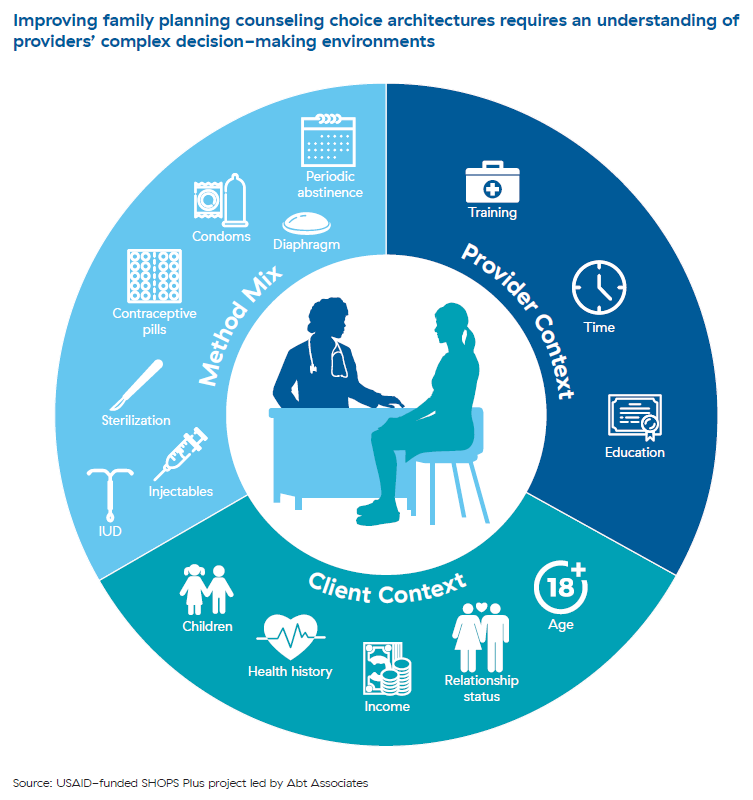 Improving family planning counseling choice architectures requires an understanding of
providers’ complex decision–making environments
Method Mix
Periodic
abstinence
Condoms
Diaphragm
Contraceptive
pills
Sterilization
Injectables
IUD
Provider Context
Training
Time
Education
Client Context
Children
Health history
Income
Relationship
status
18+
Age
Source: USAID–funded SHOPS Plus project led by Abt Associates